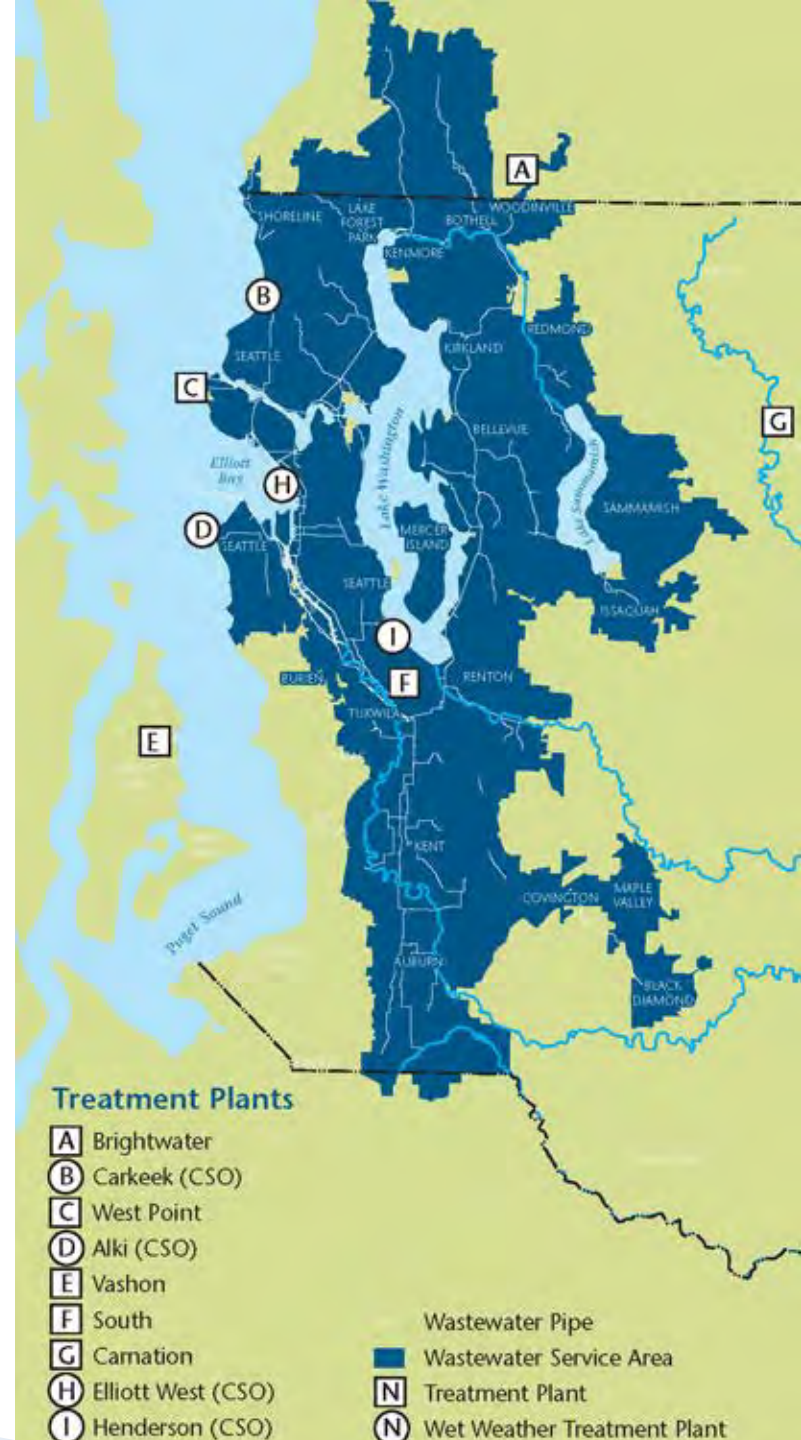 A
SHORELINE
LAKE
FOREST
PARK
BOTHELL
WOODINVILLE
KENMORE
B
REDMOND
SEATTLE
KIRKLAND
C
G
BELLEVUE
Lake Washington
Elliott
Bay
H
Lake Sammamish
SAMMAMISH
D
SEATTLE
MERCER
ISLAND
SEATTLE
ISSAQUAH
I
BURIEN
F
RENTON
TUKWILA
E
KENT
COVINGTON
MAPLE
VALLEY
Puget Sound
AUBURN
BLACK
DIAMOND
Treatment Plants
A Brightwater
B Carkeek (CSO)
C West Point
D Alki (CSO)
E Vashon
F South
G Carnation
H Elliott West (CSO)
I Henderson (CSO)
Wastewater Pipe
Wastewater Service Area
N Treatment Plant
N Wet Weather Treatment Plant